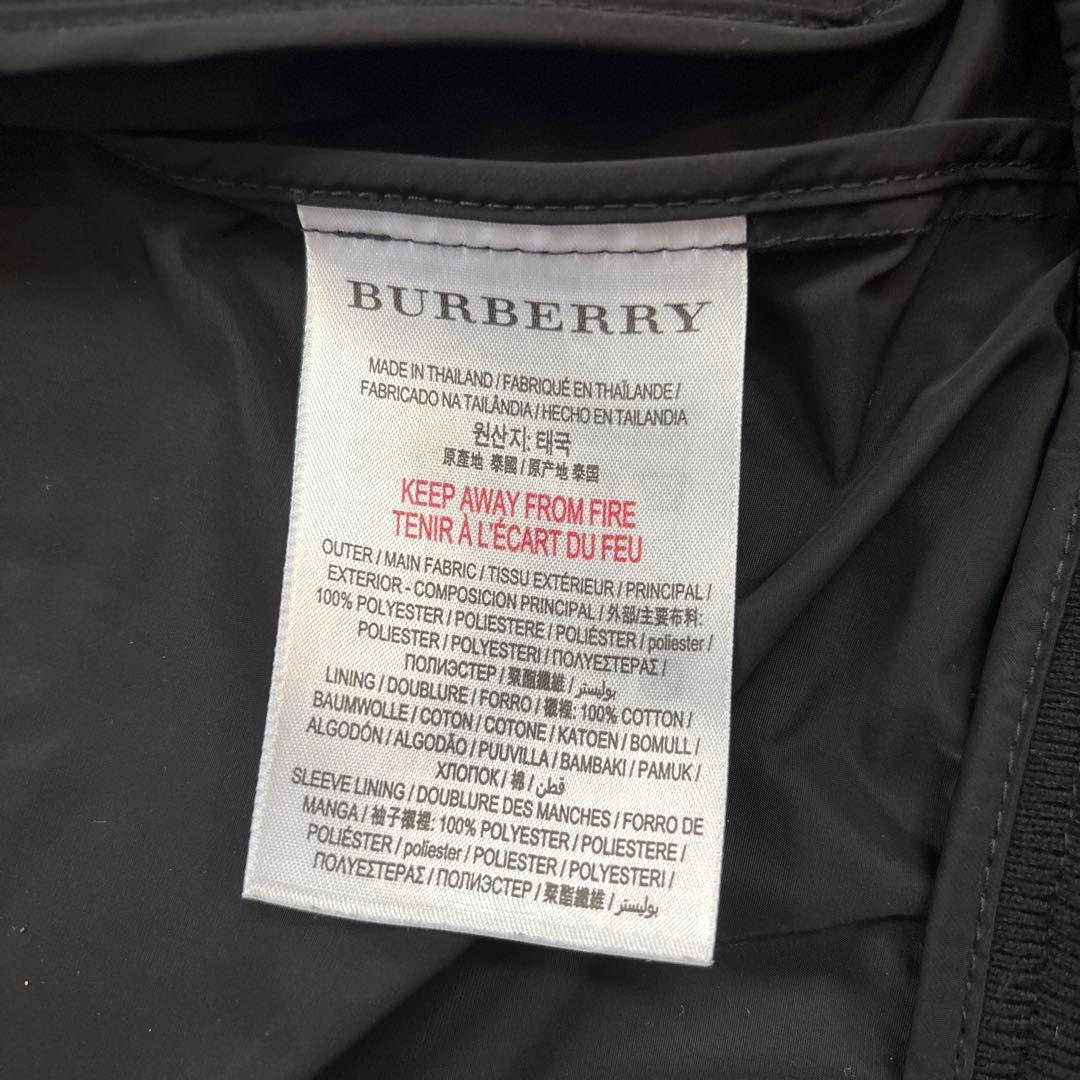 BURBERRY
MADE IN THAILAND / FABRIQUÉ EN THAÏLANDE /
FABRICADO NA TAILÂNDIA / HECHO EN TAILANDIA
원산지: 태국
原產地 泰國 / 原产地 泰国
KEEP AWAY FROM FIRE
TENIR À L'ÉCART DU FEU
OUTER / MAIN FABRIC / TISSU EXTÉRIEUR / PRINCIPAL /
EXTERIOR - COMPOSICION PRINCIPAL / 外部/主要布料:
100% POLYESTER / POLIESTERE / POLIÉSTER / poliester /
POLIESTER / POLYESTERI / ΠΟΛΥΕΣΤΕΡΑΣ /
ПОЛИЭСТЕР / 聚酯纖維 / بوليستر
LINING / DOUBLURE / FORRO / 襯裡: 100% COTTON /
BAUMWOLLE / COTON / COTONE / KATOEN / BOMULL /
ALGODÓN / ALGODÃO / PUUVILLA / BAMBAKI / PAMUK /
ХЛОПОК / 棉 / قطن
SLEEVE LINING / DOUBLURE DES MANCHES / FORRO DE
MANGA / 袖子襯裡: 100% POLYESTER / POLIESTERE /
POLIÉSTER / poliester / POLIESTER / POLYESTERI /
ΠΟΛΥΕΣΤΕΡΑΣ / ПОЛИЭСТЕР / 聚酯纖維 / بوليستر